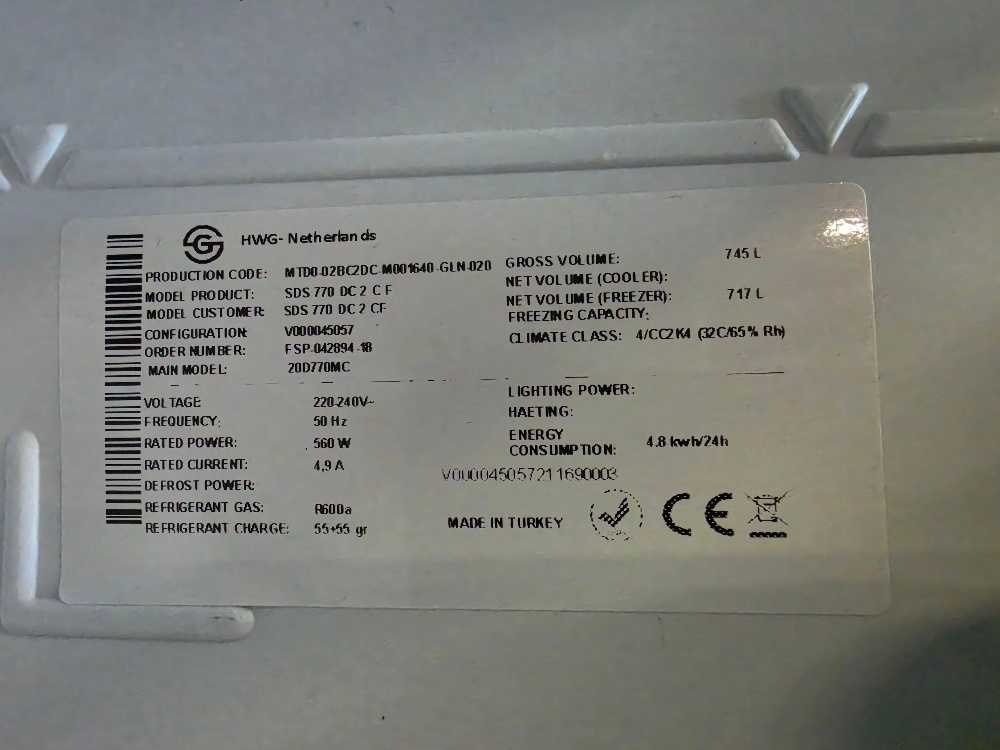 HWG- Netherlands
PRODUCTION CODE: MTD0-02BC2DC-M001640-GLN-020
MODEL PRODUCT: SDS 770 DC 2 C F
MODEL CUSTOMER: SDS 770 DC 2 CF
CONFIGURATION: V000045057
ORDER NUMBER: FSP-042894-18
MAIN MODEL: 20D770MC
GROSS VOLUME: 745 L
NET VOLUME (COOLER):
NET VOLUME (FREEZER): 717 L
FREEZING CAPACITY:
CLIMATE CLASS: 4/CC2K4 (32C/65% Rh)
VOLTAGE: 220-240V~
FREQUENCY: 50 Hz
RATED POWER: 560 W
RATED CURRENT: 4,9 A
DEFROST POWER:
REFRIGERANT GAS: R600a
REFRIGERANT CHARGE: 55+55 gr
LIGHTING POWER:
HAETING:
ENERGY
CONSUMPTION: 4.8 kwh/24h
V000045057211690003
MADE IN TURKEY
CE